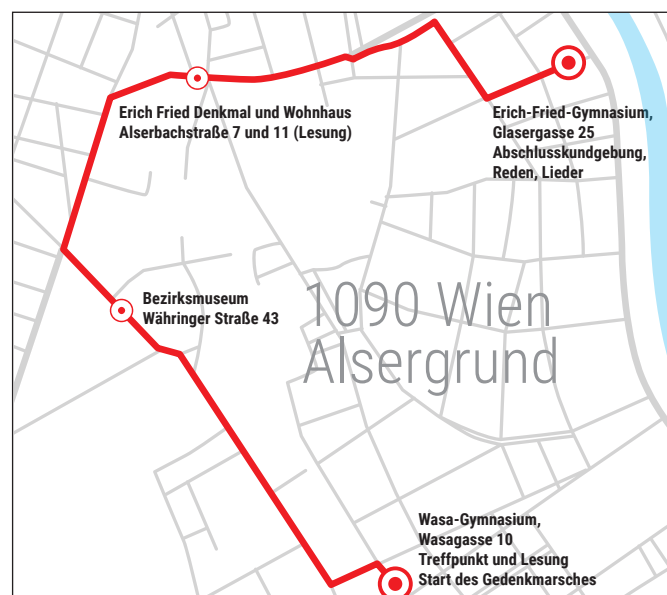 Erich Fried Denkmal und Wohnhaus
Alserbachstraße 7 und 11 (Lesung)
Erich-Fried-Gymnasium,
Glasergasse 25
Abschlusskundgebung,
Reden, Lieder
Bezirksmuseum
Währinger Straße 43
1090 Wien
Alsergrund
Wasa-Gymnasium,
Wasagasse 10
Treffpunkt und Lesung
Start des Gedenkmarsches